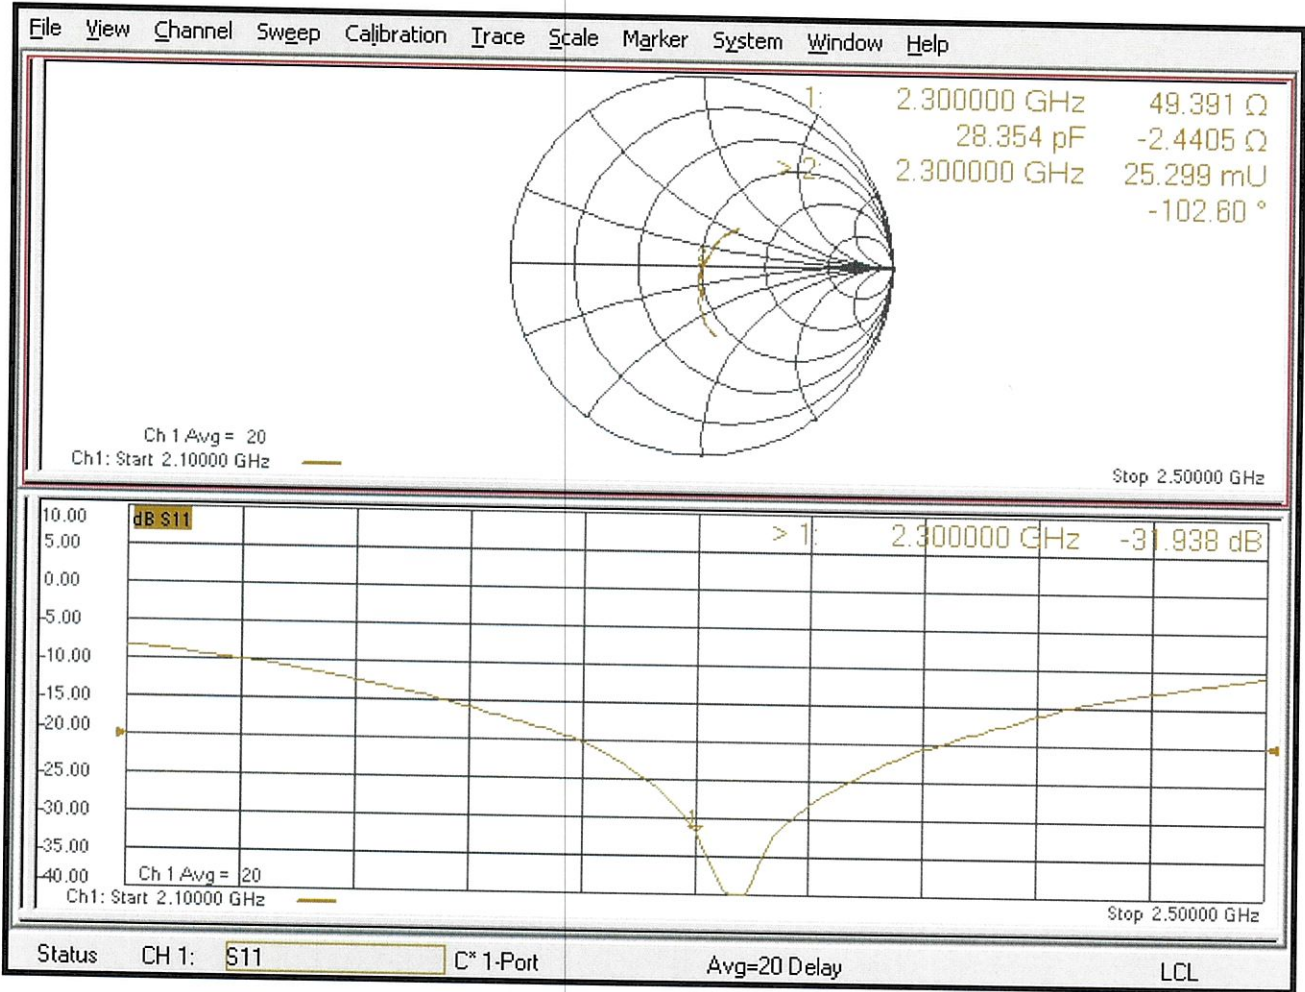 File View Channel Sweep Calibration Trace Scale Marker System Window Help
1: 2.300000 GHz 49.391 Ω
28.354 pF -2.4405 Ω
> 2: 2.300000 GHz 25.299 mU
-102.60 °
Ch 1 Avg = 20
Ch1: Start 2.10000 GHz
Stop 2.50000 GHz
10.00
5.00
0.00
-5.00
-10.00
-15.00
-20.00
-25.00
-30.00
-35.00
-40.00
dB S11
> 1: 2.300000 GHz -31.938 dB
1
Ch 1 Avg = 20
Ch1: Start 2.10000 GHz
Stop 2.50000 GHz
Status CH 1: S11 C* 1-Port Avg=20 Delay LCL